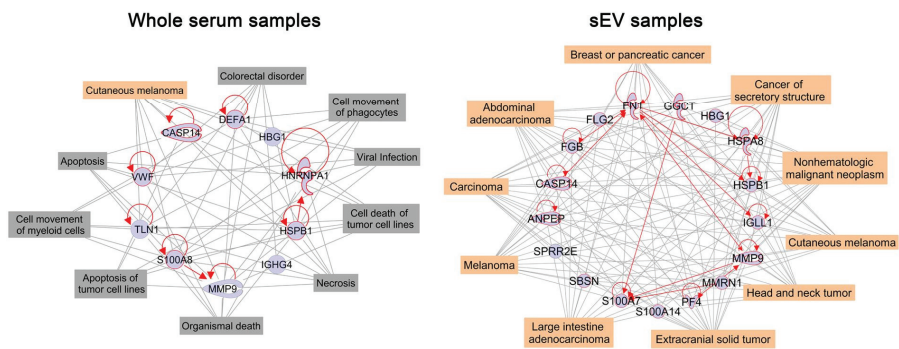 Whole serum samples
Colorectal disorder
Cutaneous melanoma
Cell movement
of phagocytes
DEFA1
CASP14
HBG1
Apoptosis
Viral Infection
HNRNPA1
VWF
Cell movement
of myeloid cells
TLN1
HSPB1
Cell death of
tumor cell lines
S100A8
IGHG4
Apoptosis of
tumor cell lines
MMP9
Necrosis
Organismal death
sEV samples
Breast or pancreatic cancer
Cancer of
secretory structure
Abdominal
adenocarcinoma
FN1
GGCT
FLG2
HBG1
FGB
HSPA8
Nonhematologic
malignant neoplasm
Carcinoma
CASP14
HSPB1
ANPEP
IGLL1
Cutaneous melanoma
SPRR2E
MMP9
Melanoma
SBSN
MMRN1
Head and neck tumor
S100A7
PF4
S100A14
Large intestine
adenocarcinoma
Extracranial solid tumor